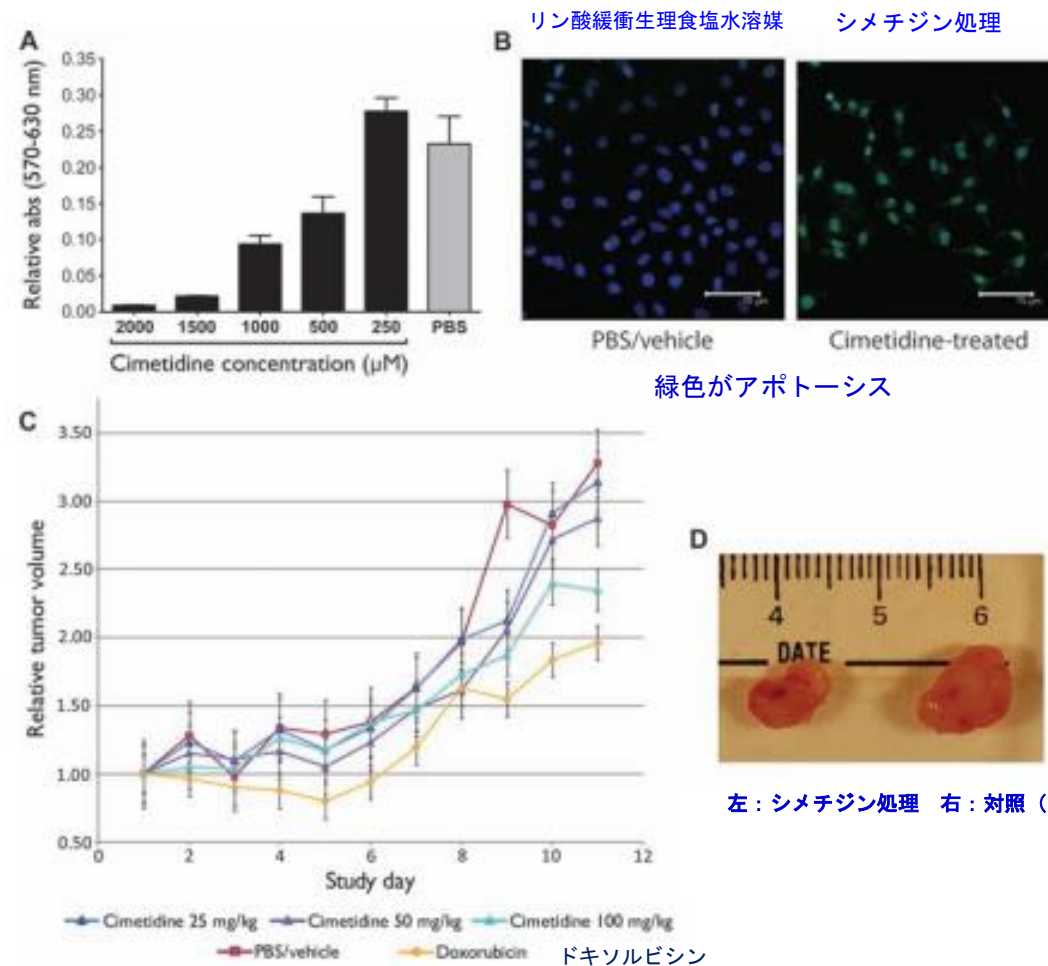 リン酸緩衝生理食塩水溶媒
シメチジン処理
A
Relative abs (570-630 nm)
0.35
0.30
0.25
0.20
0.15
0.10
0.05
0.00
2000 1500 1000 500 250 PBS
Cimetidine concentration (µM)
B
PBS/vehicle
Cimetidine-treated
緑色がアポトーシス
C
Relative tumor volume
3.50
3.00
2.50
2.00
1.50
1.00
0.50
0 2 4 6 8 10 12
Study day
Cimetidine 25 mg/kg Cimetidine 50 mg/kg Cimetidine 100 mg/kg
PBS/vehicle Doxorubicin ドキソルビシン
D
4 5 6
DATE
左：シメチジン処理 右：対照（